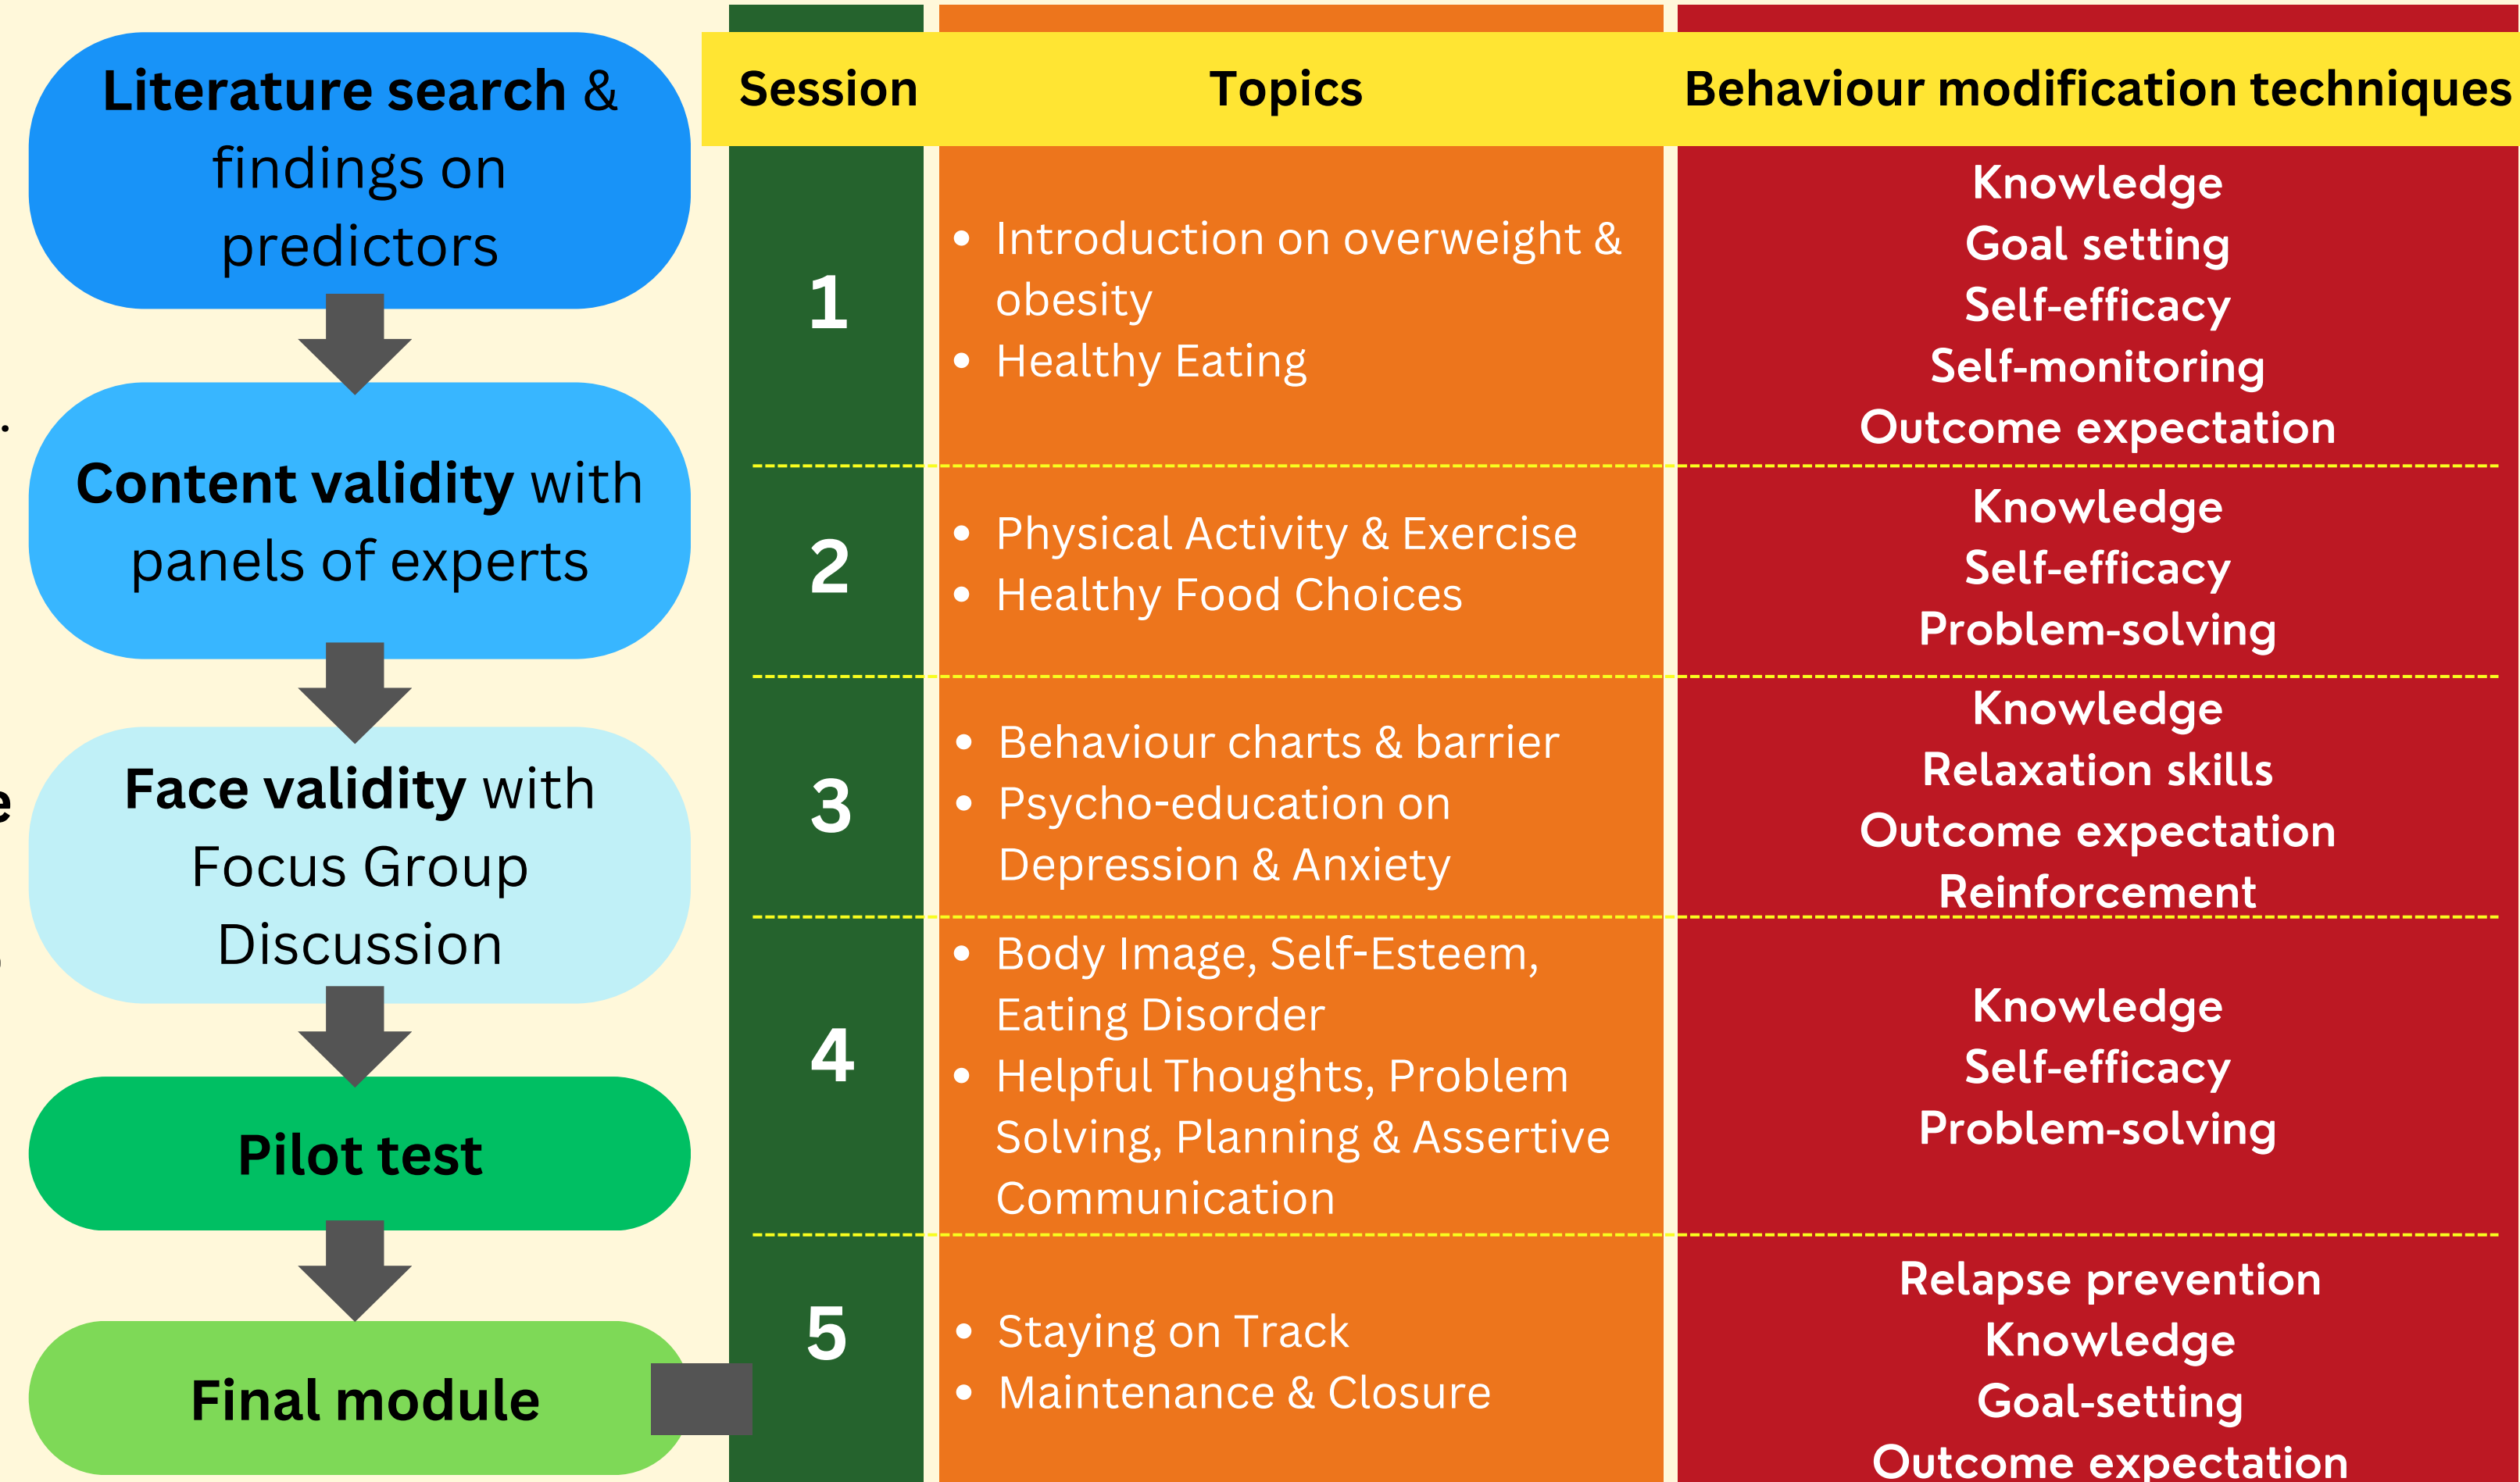 Literature search &
findings on
predictors
Content validity with
panels of experts
Face validity with
Focus Group
Discussion
Pilot test
Final module
Session
Topics
Behaviour modification techniques
1
• Introduction on overweight &
obesity
• Healthy Eating
Knowledge
Goal setting
Self-efficacy
Self-monitoring
Outcome expectation
2
• Physical Activity & Exercise
• Healthy Food Choices
Knowledge
Self-efficacy
Problem-solving
3
• Behaviour charts & barrier
• Psycho-education on
Depression & Anxiety
Knowledge
Relaxation skills
Outcome expectation
Reinforcement
4
• Body Image, Self-Esteem,
Eating Disorder
• Helpful Thoughts, Problem
Solving, Planning & Assertive
Communication
Knowledge
Self-efficacy
Problem-solving
5
• Staying on Track
• Maintenance & Closure
Relapse prevention
Knowledge
Goal-setting
Outcome expectation